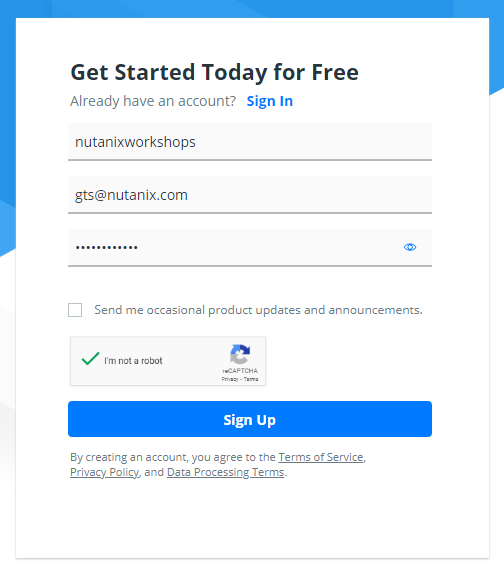 Get Started Today for Free
Already have an account? Sign In
nutanixworkshops
gts@nutanix.com
••••••••••••
Send me occasional product updates and announcements.
I'm not a robot
reCAPTCHA
Privacy - Terms
Sign Up
By creating an account, you agree to the Terms of Service,
Privacy Policy, and Data Processing Terms.